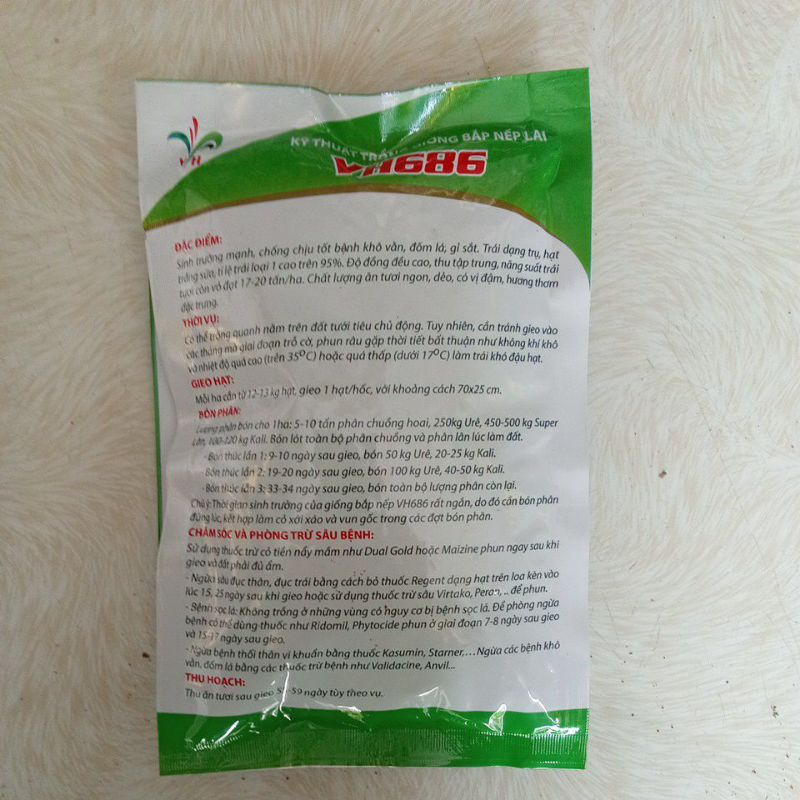 VH
KỸ THUẬT TRỒNG GIỐNG BẮP NẾP LAI
VH686
ĐẶC ĐIỂM:
Sinh trưởng mạnh, chống chịu tốt bệnh khô vằn, đốm lá, gỉ sắt. Trái dạng trụ, hạt
trắng sữa, tỉ lệ trái loại 1 cao trên 95%. Độ đồng đều cao, thu tập trung, năng suất trái
tươi còn vỏ đạt 17-20 tấn/ha. Chất lượng ăn tươi ngon, dẻo, có vị đậm, hương thơm
đặc trưng.
THỜI VỤ:
Có thể trồng quanh năm trên đất tưới tiêu chủ động. Tuy nhiên, cần tránh gieo vào
các tháng mà giai đoạn trỗ cờ, phun râu gặp thời tiết bất thuận như không khí khô
và nhiệt độ quá cao (trên 35ºC) hoặc quá thấp (dưới 17ºC) làm trái khó đậu hạt.
GIEO HẠT:
Mỗi ha cần từ 12-13 kg hạt, gieo 1 hạt/hốc, với khoảng cách 70x25 cm.
BÓN PHÂN:
Lượng phân bón cho 1ha: 5-10 tấn phân chuồng hoai, 250kg Urê, 450-500 kg Super
Lân, 100-120 kg Kali. Bón lót toàn bộ phân chuồng và phân lân lúc làm đất.
- Bón thúc lần 1: 9-10 ngày sau gieo, bón 50 kg Urê, 20-25 kg Kali.
- Bón thúc lần 2: 19-20 ngày sau gieo, bón 100 kg Urê, 40-50 kg Kali.
- Bón thúc lần 3: 33-34 ngày sau gieo, bón toàn bộ lượng phân còn lại.
Chú ý: Thời gian sinh trưởng của giống bắp nếp VH686 rất ngắn, do đó cần bón phân
đúng lúc, kết hợp làm cỏ xới xáo và vun gốc trong các đợt bón phân.
CHĂM SÓC VÀ PHÒNG TRỪ SÂU BỆNH:
Sử dụng thuốc trừ cỏ tiền nẩy mầm như Dual Gold hoặc Maizine phun ngay sau khi
gieo và đất phải đủ ẩm.
- Ngừa sâu đục thân, đục trái bằng cách bỏ thuốc Regent dạng hạt trên loa kèn vào
lúc 15, 25 ngày sau khi gieo hoặc sử dụng thuốc trừ sâu Virtako, Peran, .. để phun.
- Bệnh sọc lá: Không trồng ở những vùng có nguy cơ bị bệnh sọc lá. Để phòng ngừa
bệnh có thể dùng thuốc như Ridomil, Phytocide phun ở giai đoạn 7-8 ngày sau gieo
và 15-17 ngày sau gieo.
- Ngừa bệnh thối thân vi khuẩn bằng thuốc Kasumin, Starner,... Ngừa các bệnh khô
vằn, đốm lá bằng các thuốc trừ bệnh như Validacine, Anvil...
THU HOẠCH:
Thu ăn tươi sau gieo ngày tùy theo vụ.